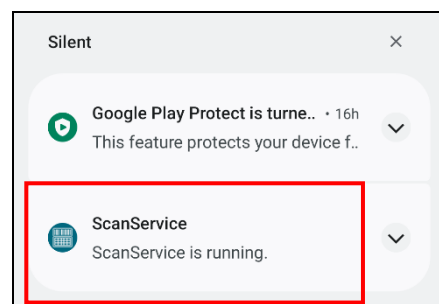 Silent
Google Play Protect is turne.. • 16h
This feature protects your device f..
ScanService
ScanService is running.